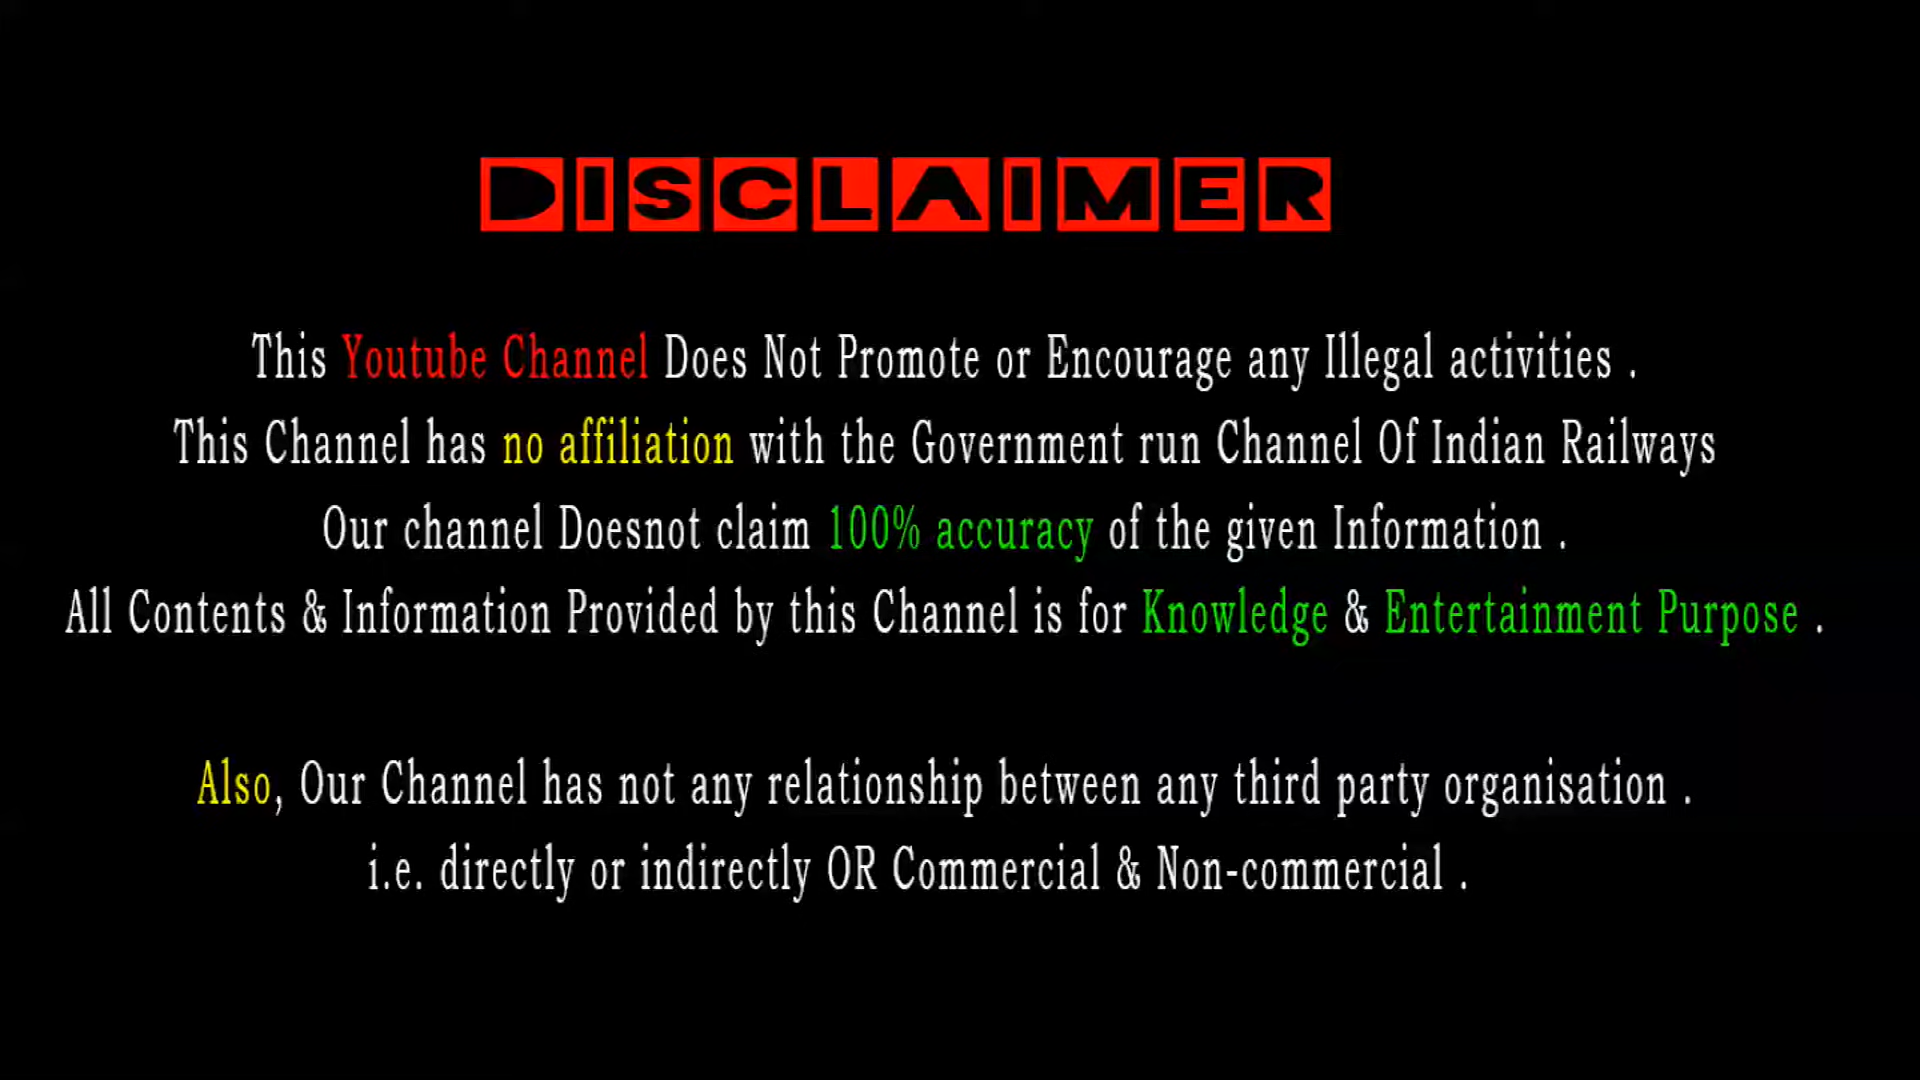 DISCLAIMER
This Youtube Channel Does Not Promote or Encourage any Illegal activities .
This Channel has no affiliation with the Government run Channel Of Indian Railways
Our channel Doesnot claim 100% accuracy of the given Information .
All Contents & Information Provided by this Channel is for Knowledge & Entertainment Purpose .
Also, Our Channel has not any relationship between any third party organisation .
i.e. directly or indirectly OR Commercial & Non-commercial .